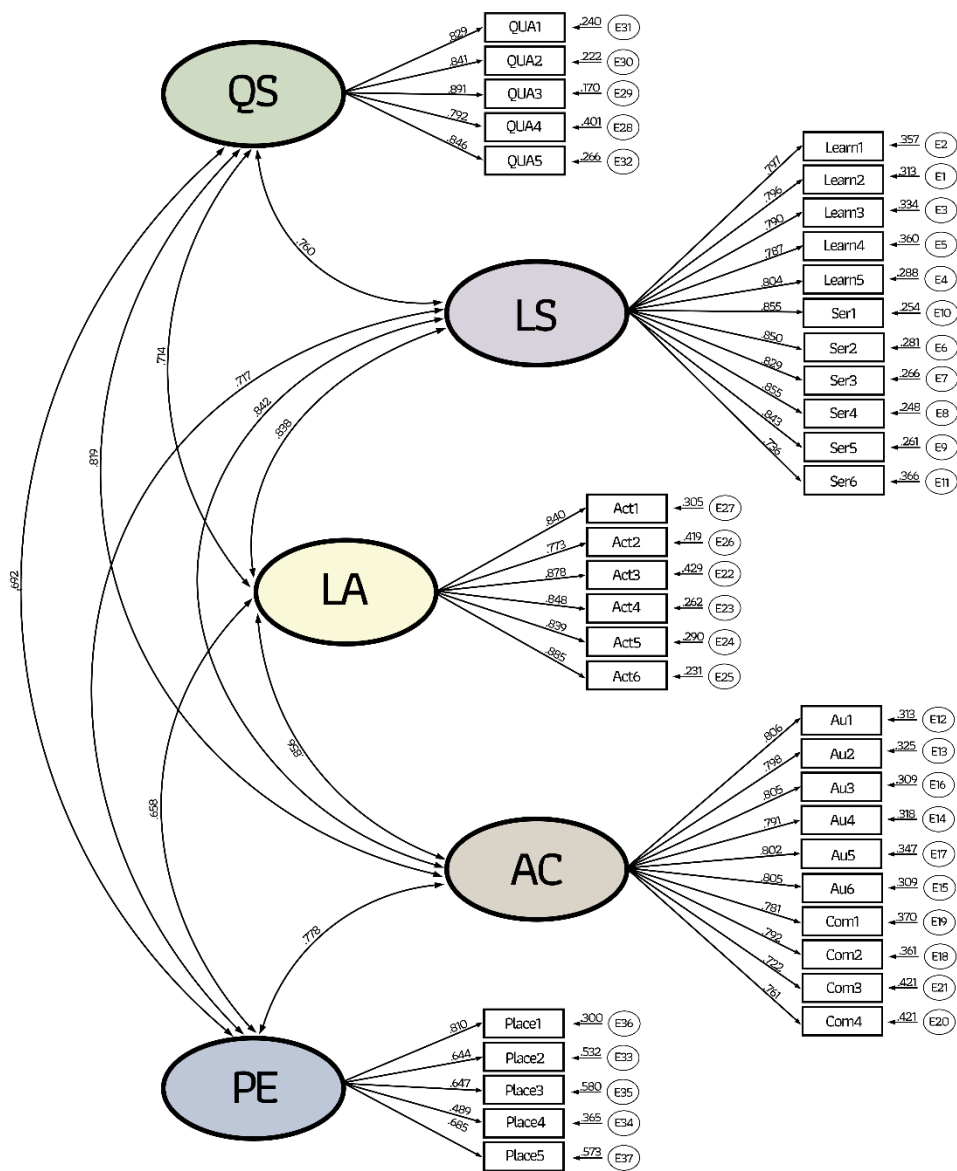 QS
.829 QUA1 .240 E31
.841 QUA2 .222 E30
.891 QUA3 .170 E29
.792 QUA4 .401 E28
.846 QUA5 .266 E32
.760
LS
.797 Learn1 .357 E2
.796 Learn2 .313 E1
.790 Learn3 .334 E3
.787 Learn4 .360 E5
.804 Learn5 .288 E4
.855 Ser1 .254 E10
.850 Ser2 .281 E6
.829 Ser3 .266 E7
.855 Ser4 .248 E8
.843 Ser5 .261 E9
.736 Ser6 .366 E11
.714
.717
.842
.838
.819
.692
LA
.840 Act1 .305 E27
.773 Act2 .419 E26
.878 Act3 .429 E22
.848 Act4 .262 E23
.839 Act5 .290 E24
.885 Act6 .231 E25
.958
.658
AC
.806 Au1 .313 E12
.798 Au2 .325 E13
.805 Au3 .309 E16
.791 Au4 .318 E14
.802 Au5 .347 E17
.805 Au6 .309 E15
.781 Com1 .370 E19
.792 Com2 .361 E18
.722 Com3 .421 E21
.761 Com4 .421 E20
.778
PE
.810 Place1 .300 E36
.644 Place2 .532 E33
.647 Place3 .580 E35
.489 Place4 .365 E34
.685 Place5 .573 E37